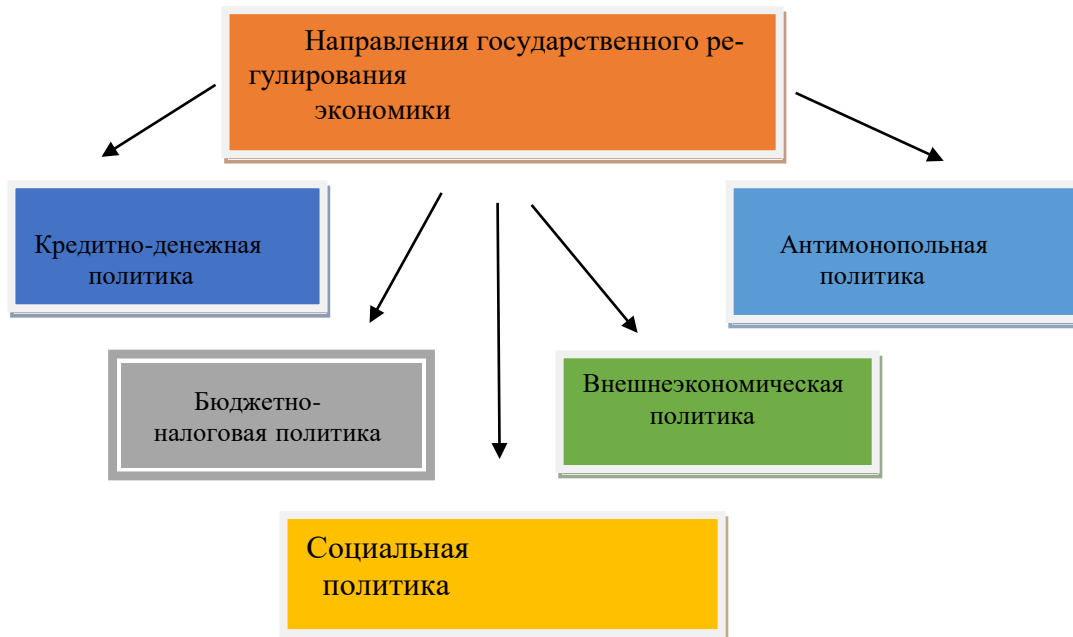 Направления государственного ре-
гулирования
экономики
Кредитно-денежная
политика
Антимонопольная
политика
Бюджетно-
налоговая политика
Внешнеэкономическая
политика
Социальная
политика